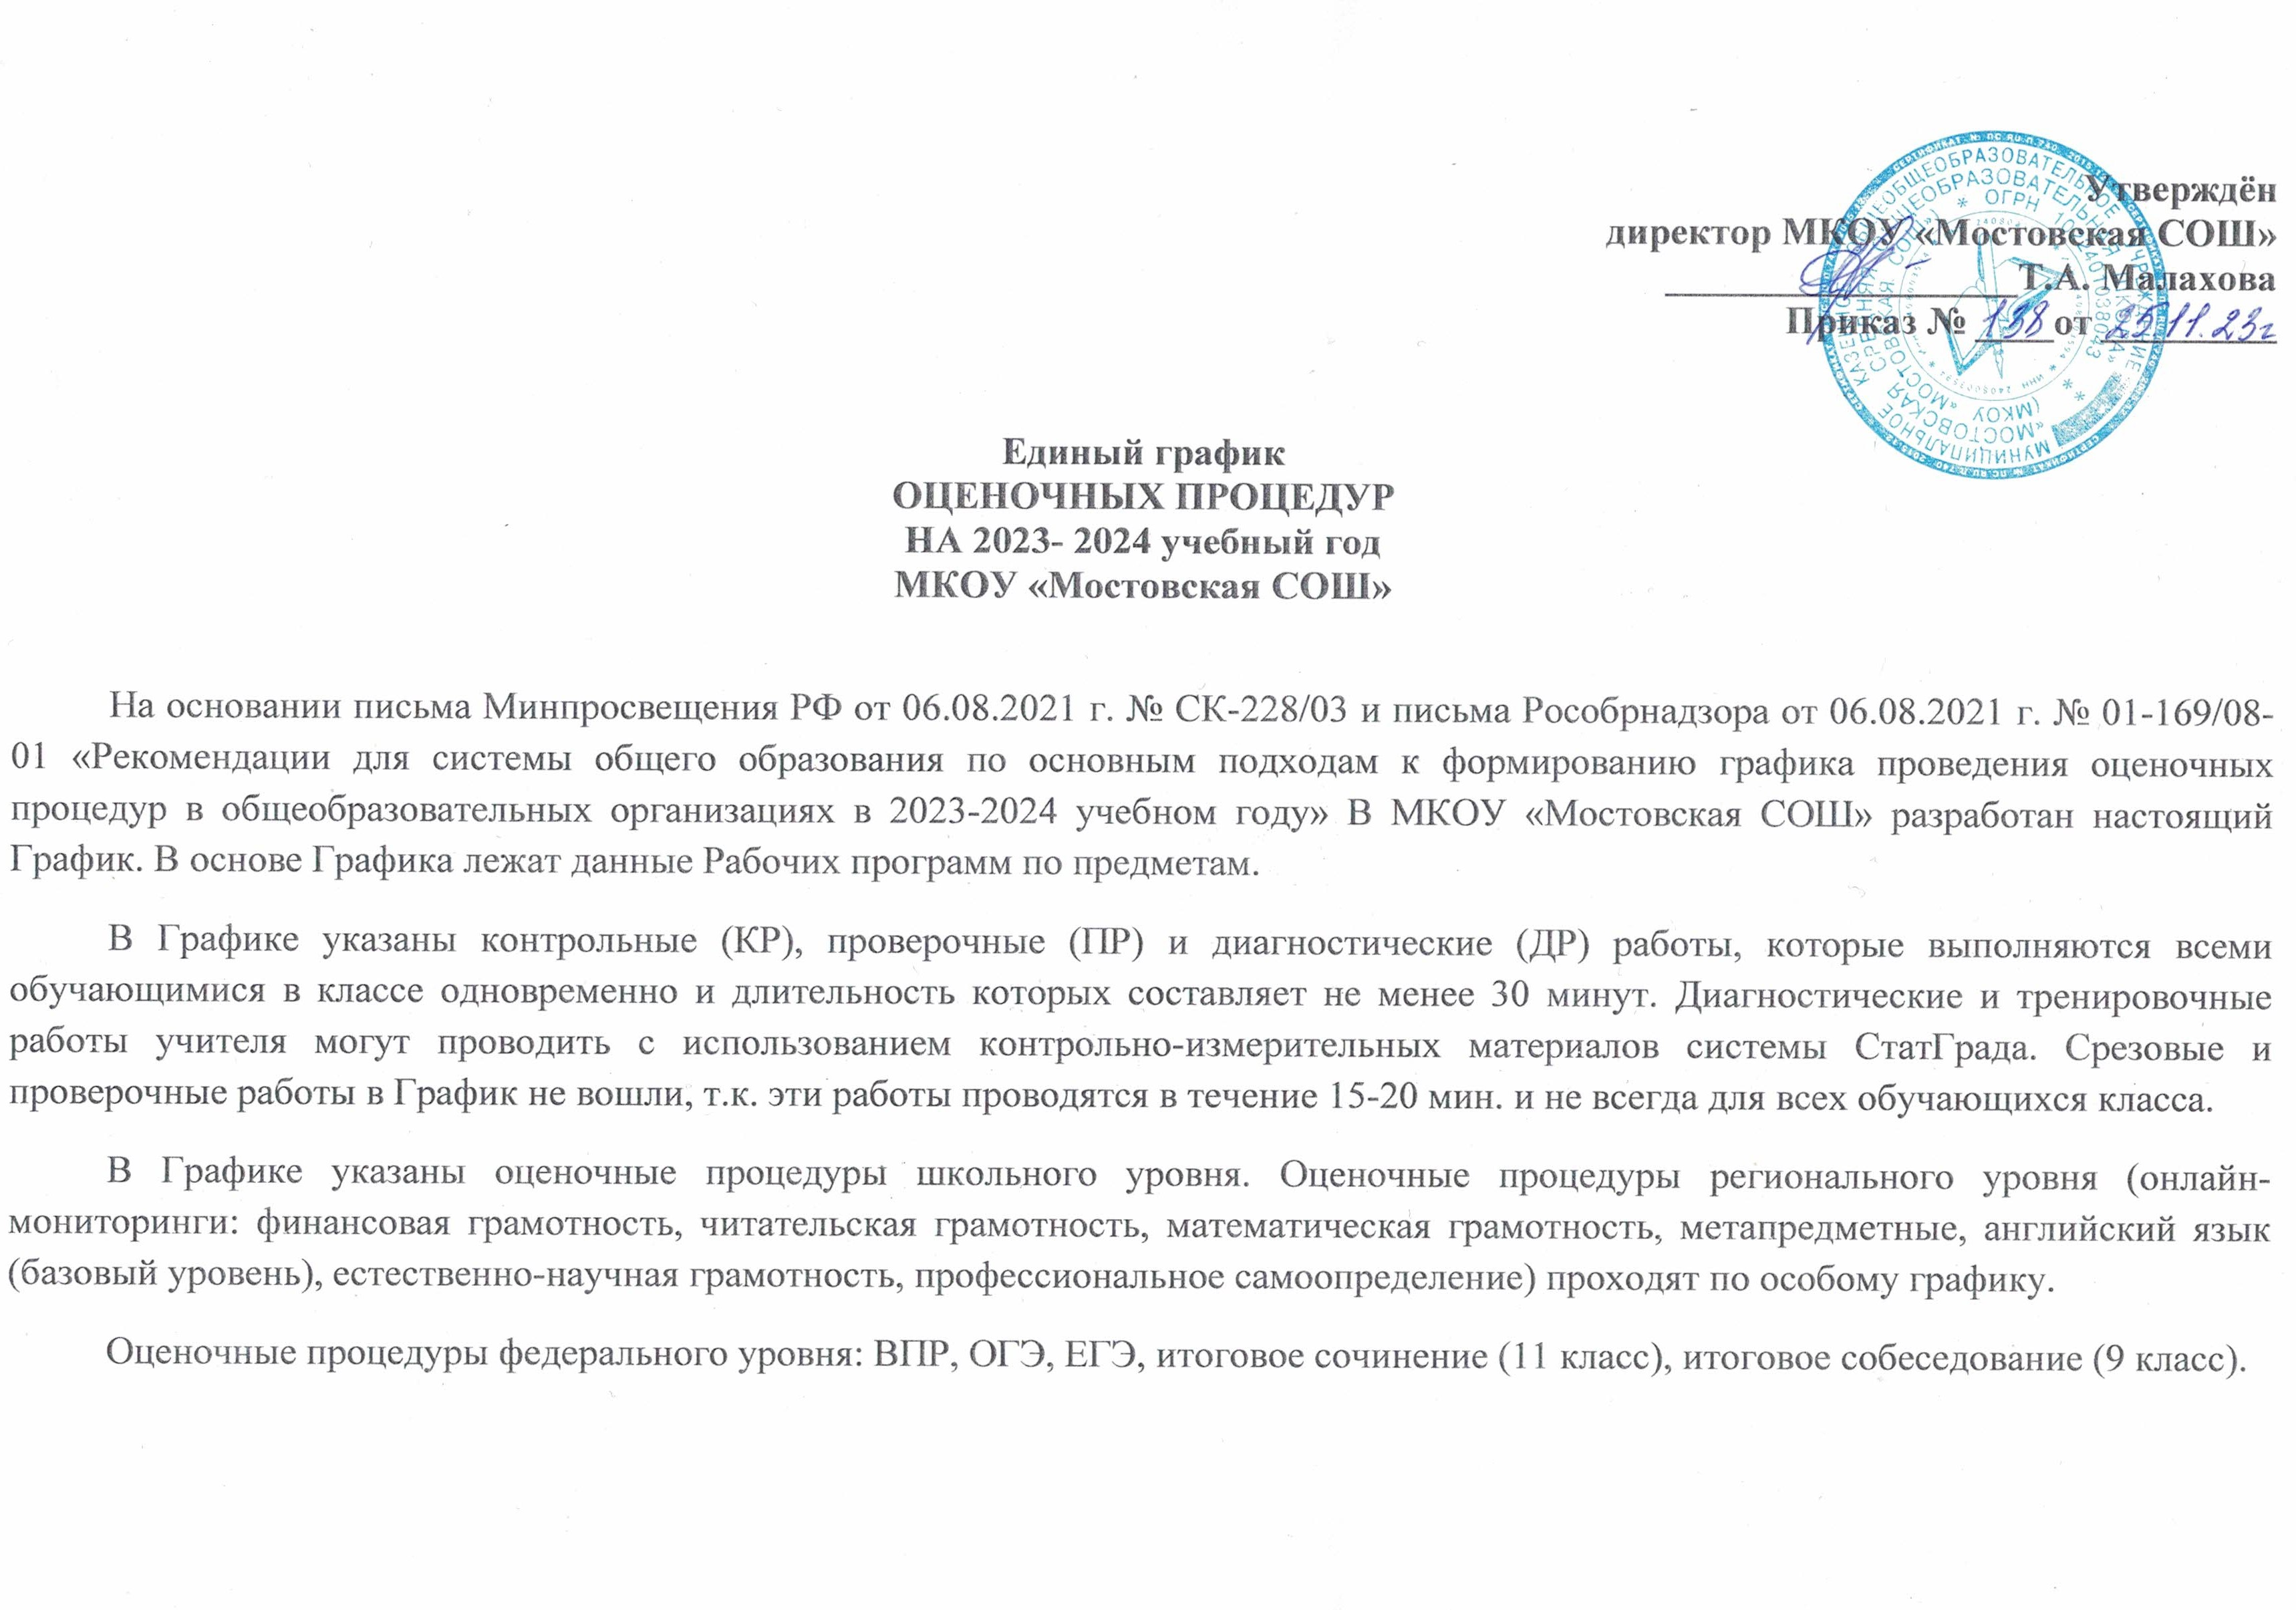 Утверждён
директор МКОУ «Мостовская СОШ»
Т.А. Малахова
Приказ № 138 от 25.11.23г
Единый график
ОЦЕНОЧНЫХ ПРОЦЕДУР
НА 2023- 2024 учебный год
МКОУ «Мостовская СОШ»
На основании письма Минпросвещения РФ от 06.08.2021 г. № СК-228/03 и письма Рособрнадзора от 06.08.2021 г. № 01-169/08-
01 «Рекомендации для системы общего образования по основным подходам к формированию графика проведения оценочных
процедур в общеобразовательных организациях в 2023-2024 учебном году» В МКОУ «Мостовская СОШ» разработан настоящий
График. В основе Графика лежат данные Рабочих программ по предметам.
В Графике указаны контрольные (КР), проверочные (ПР) и диагностические (ДР) работы, которые выполняются всеми
обучающимися в классе одновременно и длительность которых составляет не менее 30 минут. Диагностические и тренировочные
работы учителя могут проводить с использованием контрольно-измерительных материалов системы СтатГрада. Срезовые и
проверочные работы в График не вошли, т.к. эти работы проводятся в течение 15-20 мин. и не всегда для всех обучающихся класса.
В Графике указаны оценочные процедуры школьного уровня. Оценочные процедуры регионального уровня (онлайн-
мониторинги: финансовая грамотность, читательская грамотность, математическая грамотность, метапредметные, английский язык
(базовый уровень), естественно-научная грамотность, профессиональное самоопределение) проходят по особому графику.
Оценочные процедуры федерального уровня: ВПР, ОГЭ, ЕГЭ, итоговое сочинение (11 класс), итоговое собеседование (9 класс).